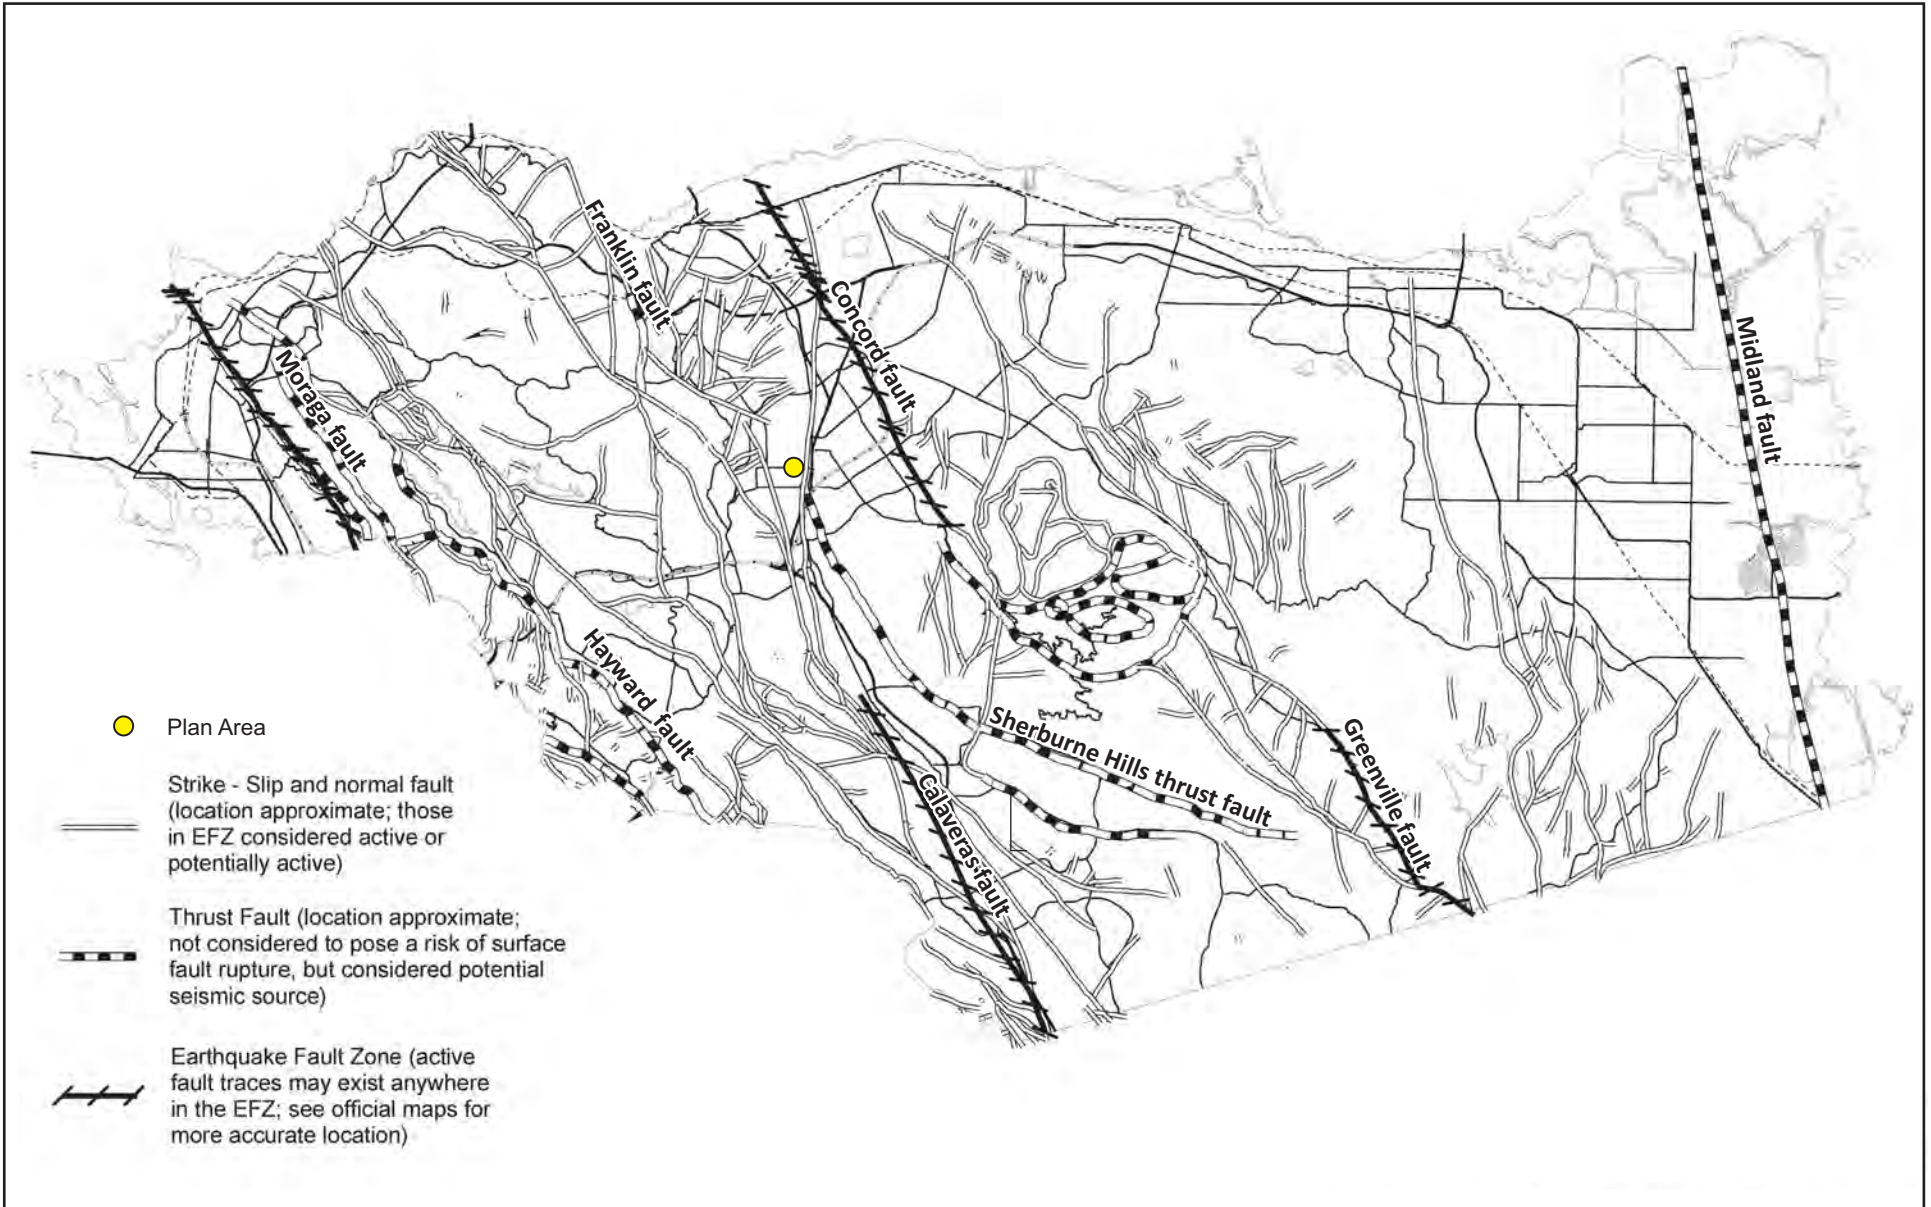 Franklin fault
Concord fault
Moraga fault
Midland fault
Hayward fault
Sherburne Hills thrust fault
Greenville fault
Calaveras fault
Plan Area
Strike - Slip and normal fault
(location approximate; those
in EFZ considered active or
potentially active)
Thrust Fault (location approximate;
not considered to pose a risk of surface
fault rupture, but considered potential
seismic source)
Earthquake Fault Zone (active
fault traces may exist anywhere
in the EFZ; see official maps for
more accurate location)